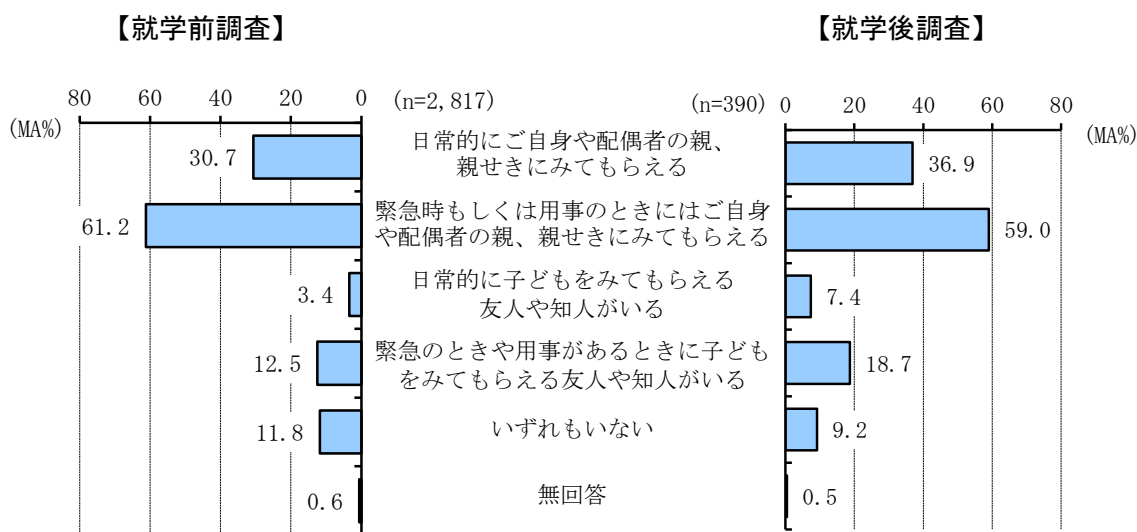 【就学前調査】
【就学後調査】
80 60 40 20 0
(n=2,817)
(n=390)
0 20 40 60 80
(MA%)
(MA%)
日常的にご自身や配偶者の親、
親せきにみてもらえる
30.7
36.9
緊急時もしくは用事のときにはご自身
や配偶者の親、親せきにみてもらえる
61.2
59.0
日常的に子どもをみてもらえる
友人や知人がいる
3.4
7.4
緊急のときや用事があるときに子ども
をみてもらえる友人や知人がいる
12.5
18.7
いずれもいない
11.8
9.2
無回答
0.6
0.5